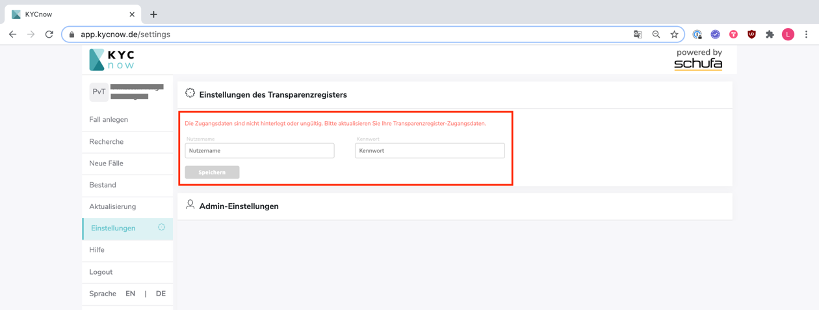 KYCnow
app.kycnow.de/settings
L
KYC
now
powered by
schufa
PvT
Einstellungen des Transparenzregisters
Die Zugangsdaten sind nicht hinterlegt oder ungültig. Bitte aktualisieren Sie Ihre Transparenzregister-Zugangsdaten.
Nutzername
Kennwort
Nutzername
Kennwort
Speichern
Admin-Einstellungen
Fall anlegen
Recherche
Neue Fälle
Bestand
Aktualisierung
Einstellungen
Hilfe
Logout
Sprache EN | DE